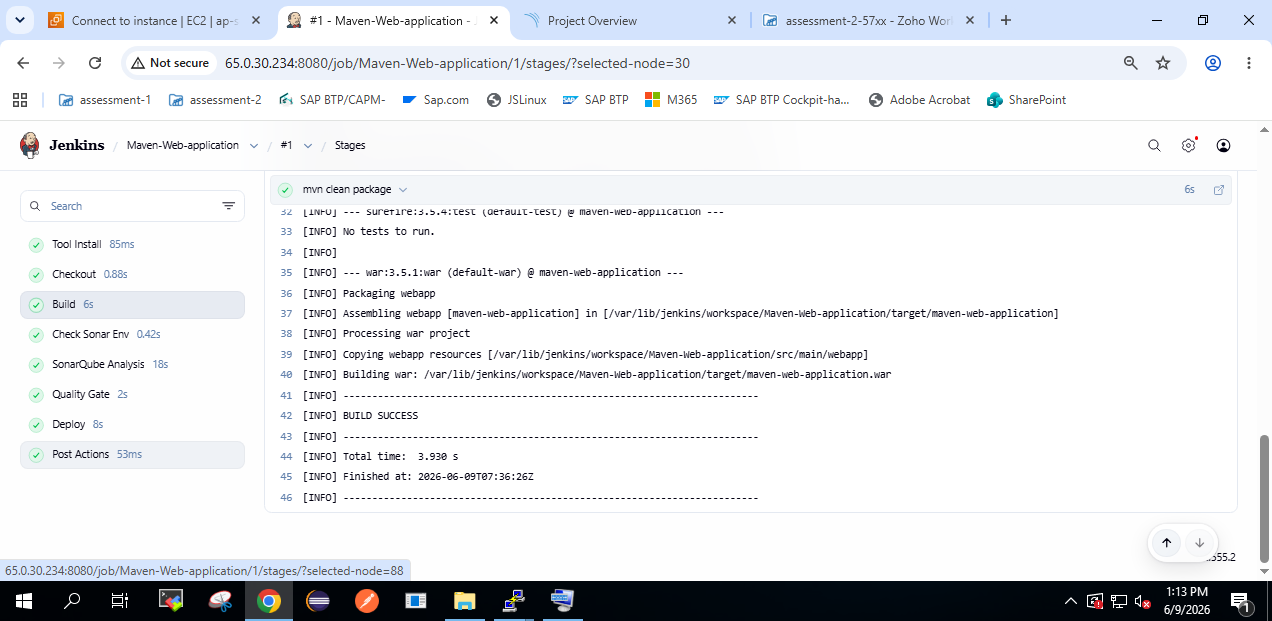 Connect to instance | EC2 | ap-s
#1 - Maven-Web-application - J
Project Overview
assessment-2-57xx - Zoho Wor
Not secure
65.0.30.234:8080/job/Maven-Web-application/1/stages/?selected-node=30
assessment-1
assessment-2
SAP BTP/CAPM-
Sap.com
JSLinux
SAP BTP
M365
SAP BTP Cockpit-ha...
Adobe Acrobat
SharePoint
Jenkins / Maven-Web-application / #1 / Stages
Search
Tool Install 85ms
Checkout 0.88s
Build 6s
Check Sonar Env 0.42s
SonarQube Analysis 18s
Quality Gate 2s
Deploy 8s
Post Actions 53ms
mvn clean package 6s
32 [INFO] --- surefire:3.5.4:test (default-test) @ maven-web-application ---
33 [INFO] No tests to run.
34 [INFO]
35 [INFO] --- war:3.5.1:war (default-war) @ maven-web-application ---
36 [INFO] Packaging webapp
37 [INFO] Assembling webapp [maven-web-application] in [/var/lib/jenkins/workspace/Maven-Web-application/target/maven-web-application]
38 [INFO] Processing war project
39 [INFO] Copying webapp resources [/var/lib/jenkins/workspace/Maven-Web-application/src/main/webapp]
40 [INFO] Building war: /var/lib/jenkins/workspace/Maven-Web-application/target/maven-web-application.war
41 [INFO] ------------------------------------------------------------------------
42 [INFO] BUILD SUCCESS
43 [INFO] ------------------------------------------------------------------------
44 [INFO] Total time:  3.930 s
45 [INFO] Finished at: 2026-06-09T07:36:26Z
46 [INFO] ------------------------------------------------------------------------
.555.2
65.0.30.234:8080/job/Maven-Web-application/1/stages/?selected-node=88
1:13 PM
6/9/2026
1